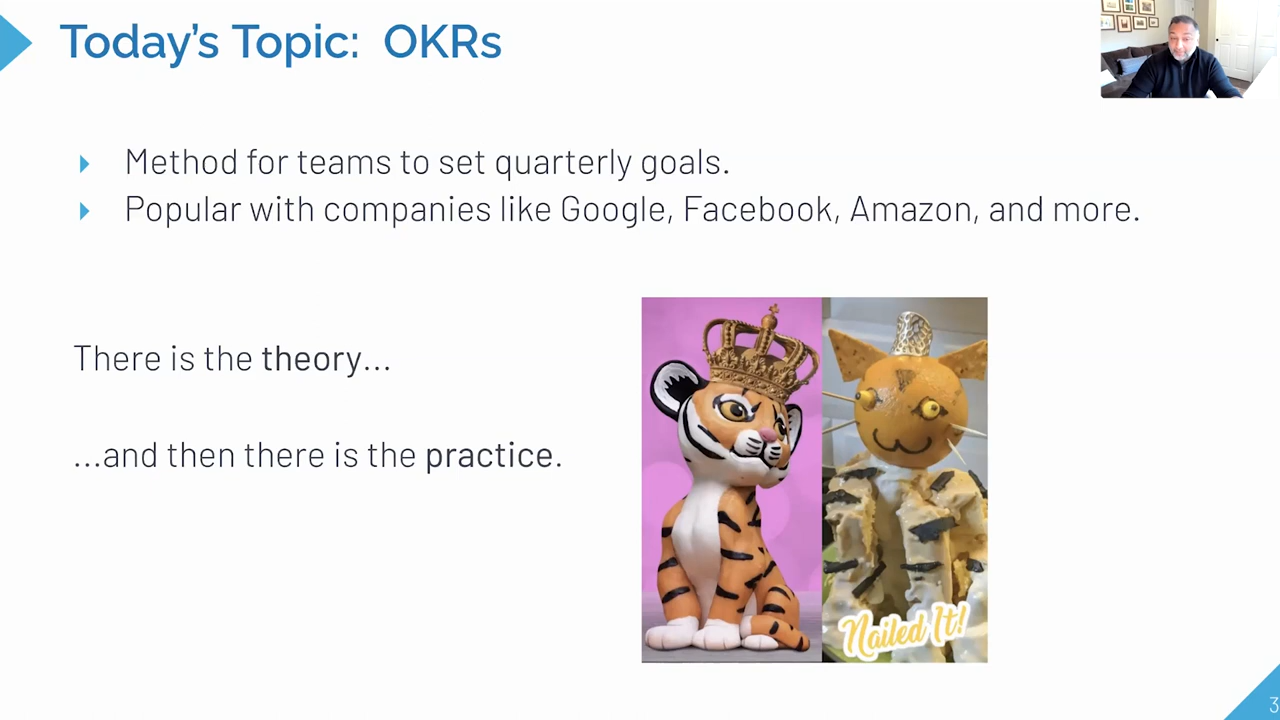 Today's Topic: OKRs
Method for teams to set quarterly goals.
Popular with companies like Google, Facebook, Amazon, and more.
There is the theory...
...and then there is the practice.
Nailed It!
3